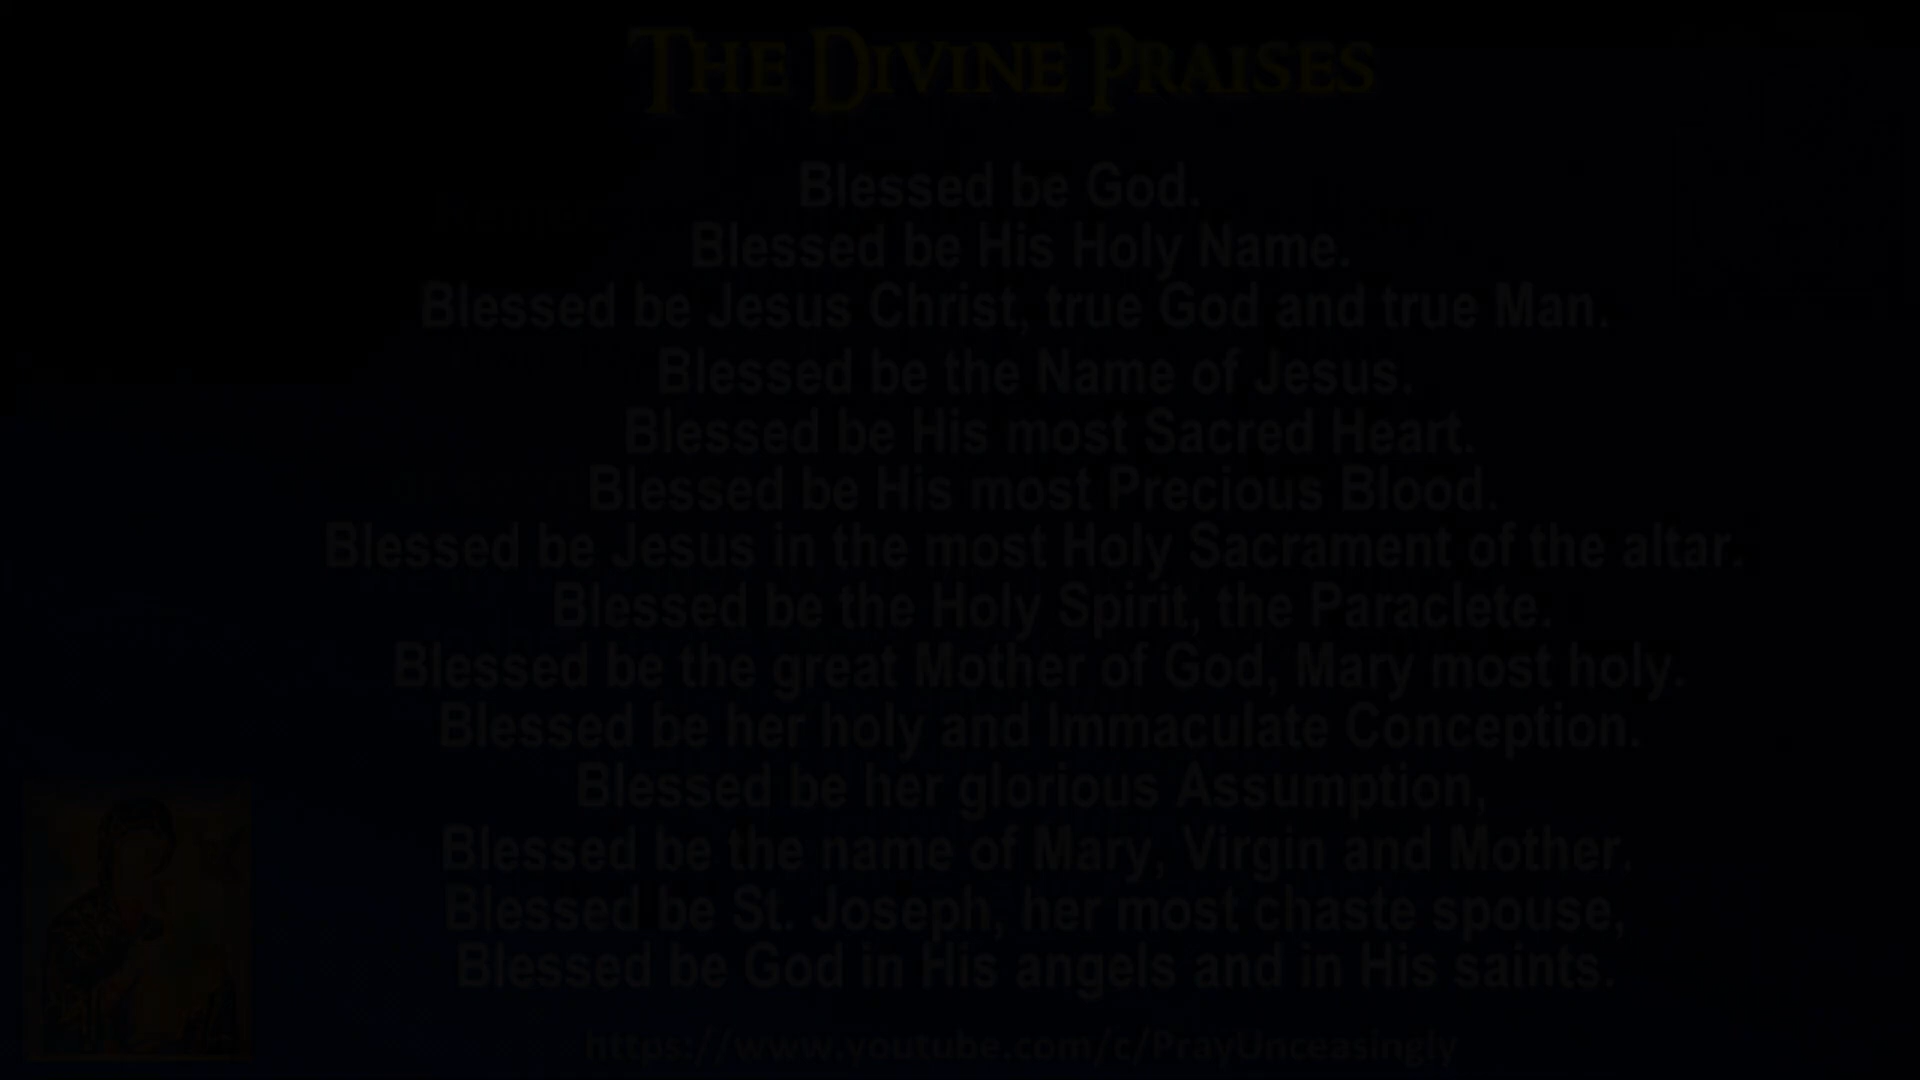 The Divine Praises
Blessed be God.
Blessed be His Holy Name.
Blessed be Jesus Christ, true God and true Man.
Blessed be the Name of Jesus.
Blessed be His most Sacred Heart.
Blessed be His most Precious Blood.
Blessed be Jesus in the most Holy Sacrament of the altar.
Blessed be the Holy Spirit, the Paraclete.
Blessed be the great Mother of God, Mary most holy.
Blessed be her holy and Immaculate Conception.
Blessed be her glorious Assumption,
Blessed be the name of Mary, Virgin and Mother.
Blessed be St. Joseph, her most chaste spouse,
Blessed be God in His angels and in His saints.
https://www.youtube.com/c/PrayUnceasingly